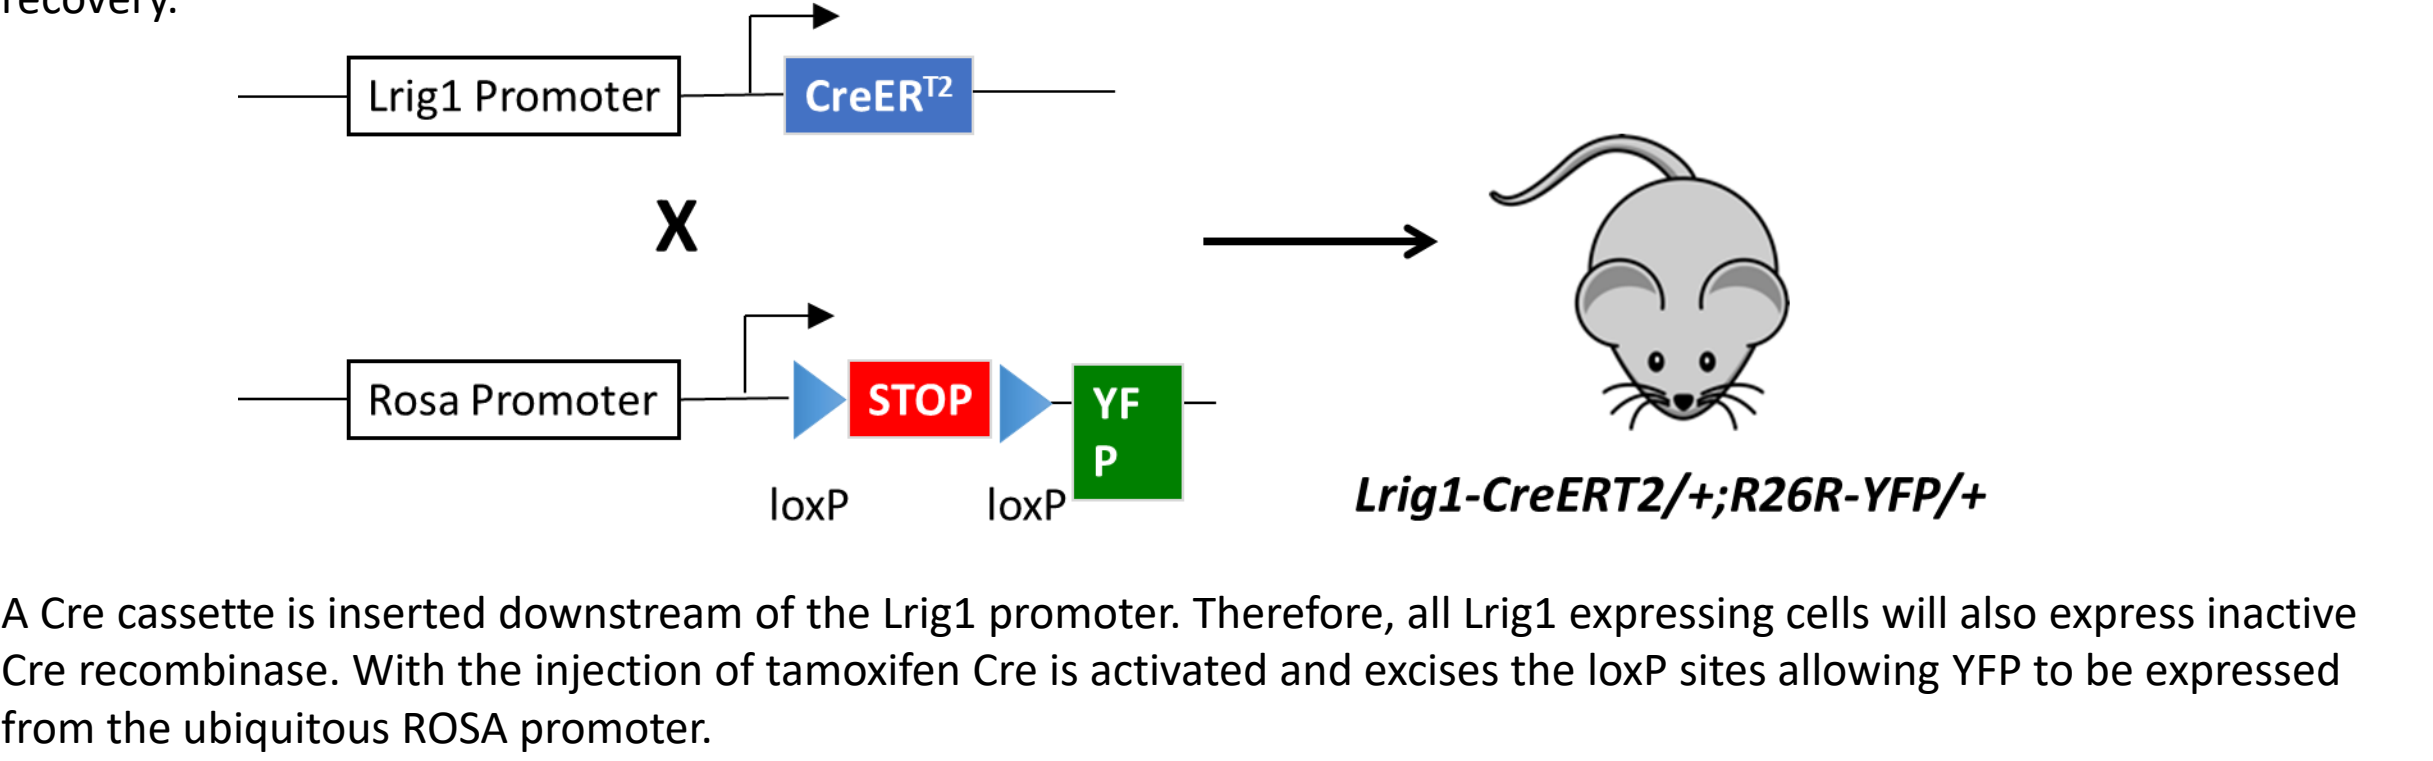 recovery.
Lrig1 Promoter
CreERT2
X
Rosa Promoter
STOP
YF
P
loxP
loxP
Lrig1-CreERT2/+;R26R-YFP/+
A Cre cassette is inserted downstream of the Lrig1 promoter. Therefore, all Lrig1 expressing cells will also express inactive
Cre recombinase. With the injection of tamoxifen Cre is activated and excises the loxP sites allowing YFP to be expressed
from the ubiquitous ROSA promoter.